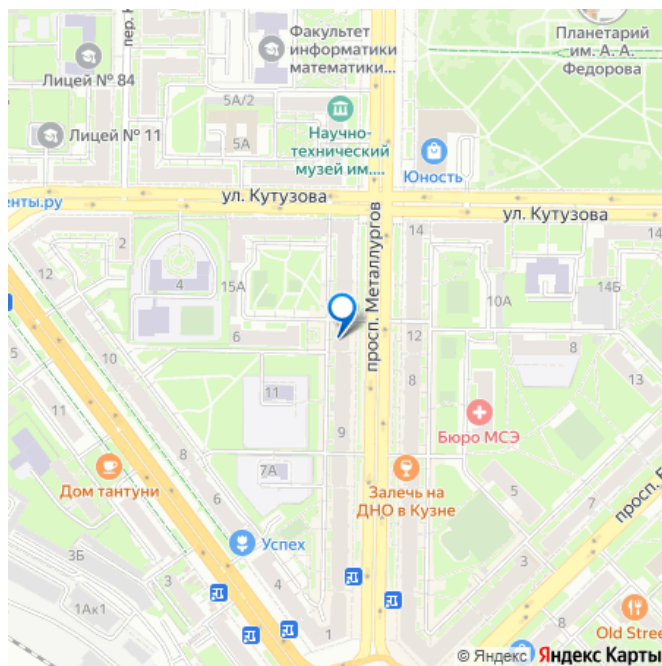 Планетарий
им. А. А.
Федорова
Факультет
информатики
математики...
пер. К
Лицей № 84
5А/2
Лицей № 11
5А
Научно-
технический
музей им....
Юность
ул. Кутузова
ул. Кутузова
енты.ру
просп. Металлургов
2
14
14
12
4
15А
10А
14Б
5
10
6
12
8
13
11
11
8
9
Бюро МСЭ
8
7А
Дом тантуни
Залечь на
ДНО в Кузне
5
7
просп. Б
6
Успех
3Б
3
4
3
1Ак1
1
Old Stree
© Яндекс Яндекс Карты